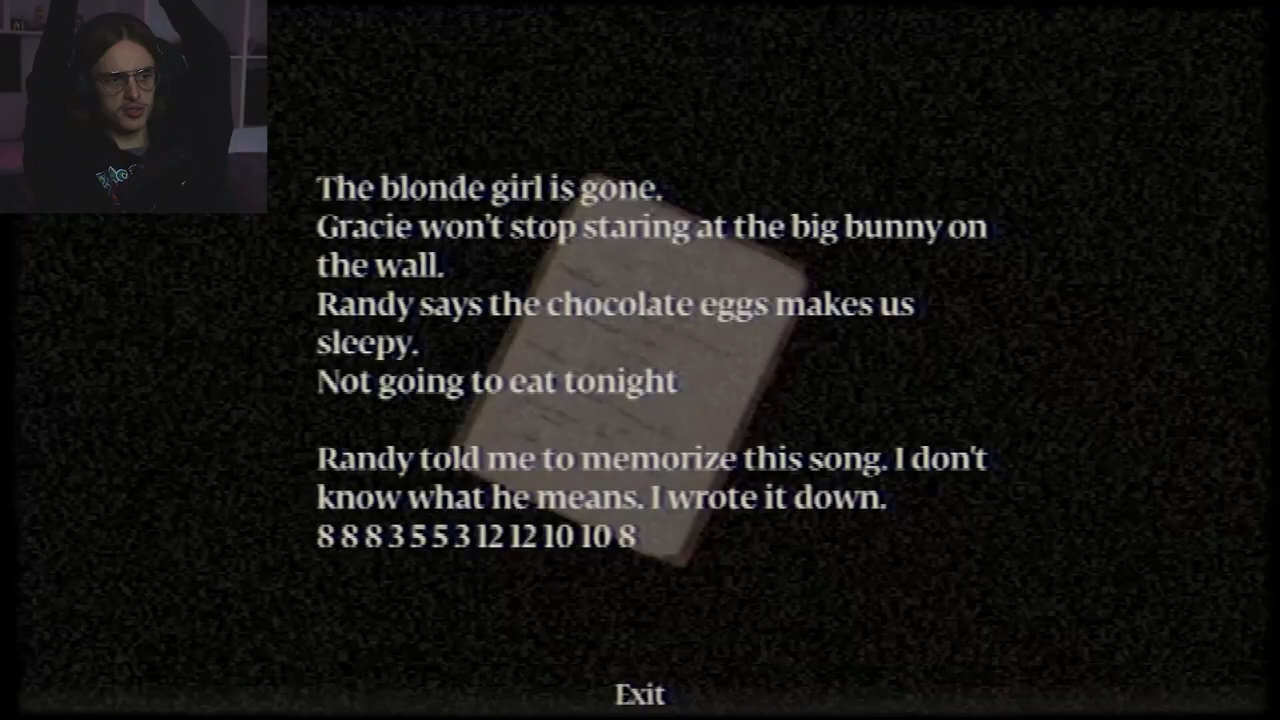 The blonde girl is gone.
Gracie won't stop staring at the big bunny on
the wall.
Randy says the chocolate eggs makes us
sleepy.
Not going to eat tonight
Randy told me to memorize this song. I don't
know what he means. I wrote it down.
8 8 8 3 5 5 3 12 12 10 10 8
Exit